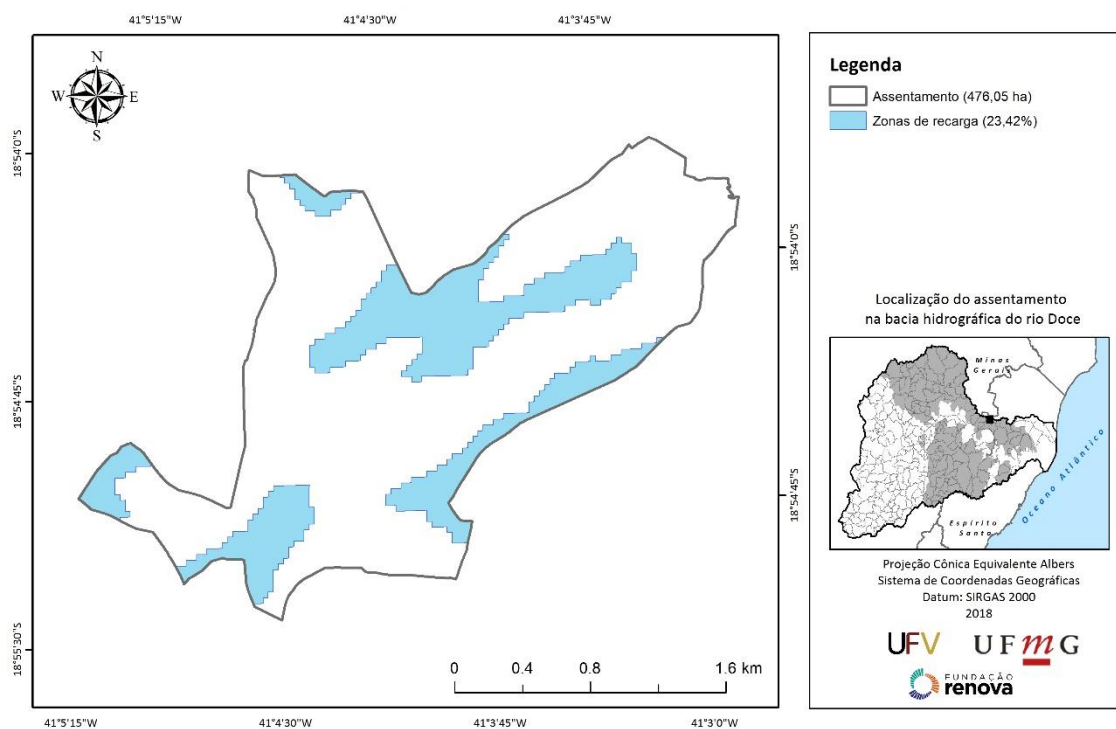 41°5'15"W 41°4'30"W 41°3'45"W
N
W E
S
18°54'0"S
18°54'0"S
18°54'45"S
18°54'45"S
18°55'30"S
0 0.4 0.8 1.6 km
41°5'15"W 41°4'30"W 41°3'45"W 41°3'0"W
Legenda
Assentamento (476,05 ha)
Zonas de recarga (23,42%)
Localização do assentamento
na bacia hidrográfica do rio Doce
Minas
Gerais
Oceano Atlântico
Espírito
Santo
Projeção Cônica Equivalente Albers
Sistema de Coordenadas Geográficas
Datum: SIRGAS 2000
2018
UFV UFmG
FUNDAÇÃO
renova